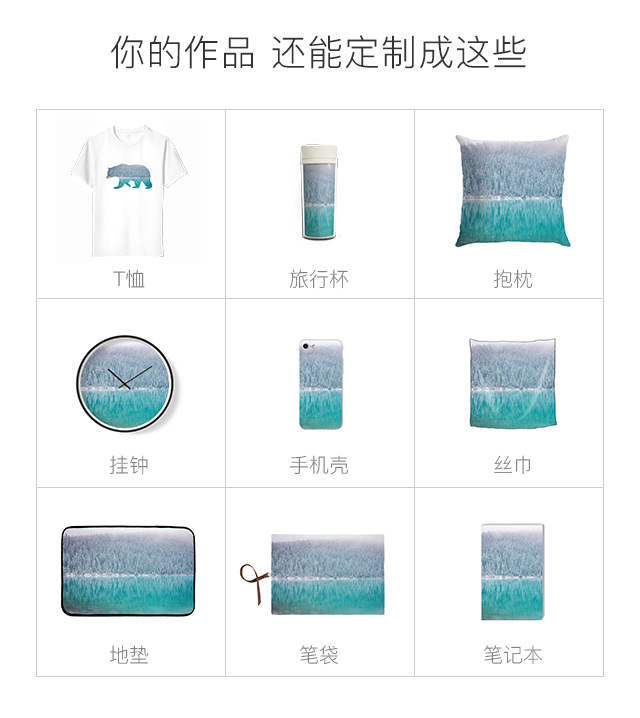 你的作品 还能定制成这些
T恤
旅行杯
抱枕
挂钟
手机壳
丝巾
地垫
笔袋
笔记本